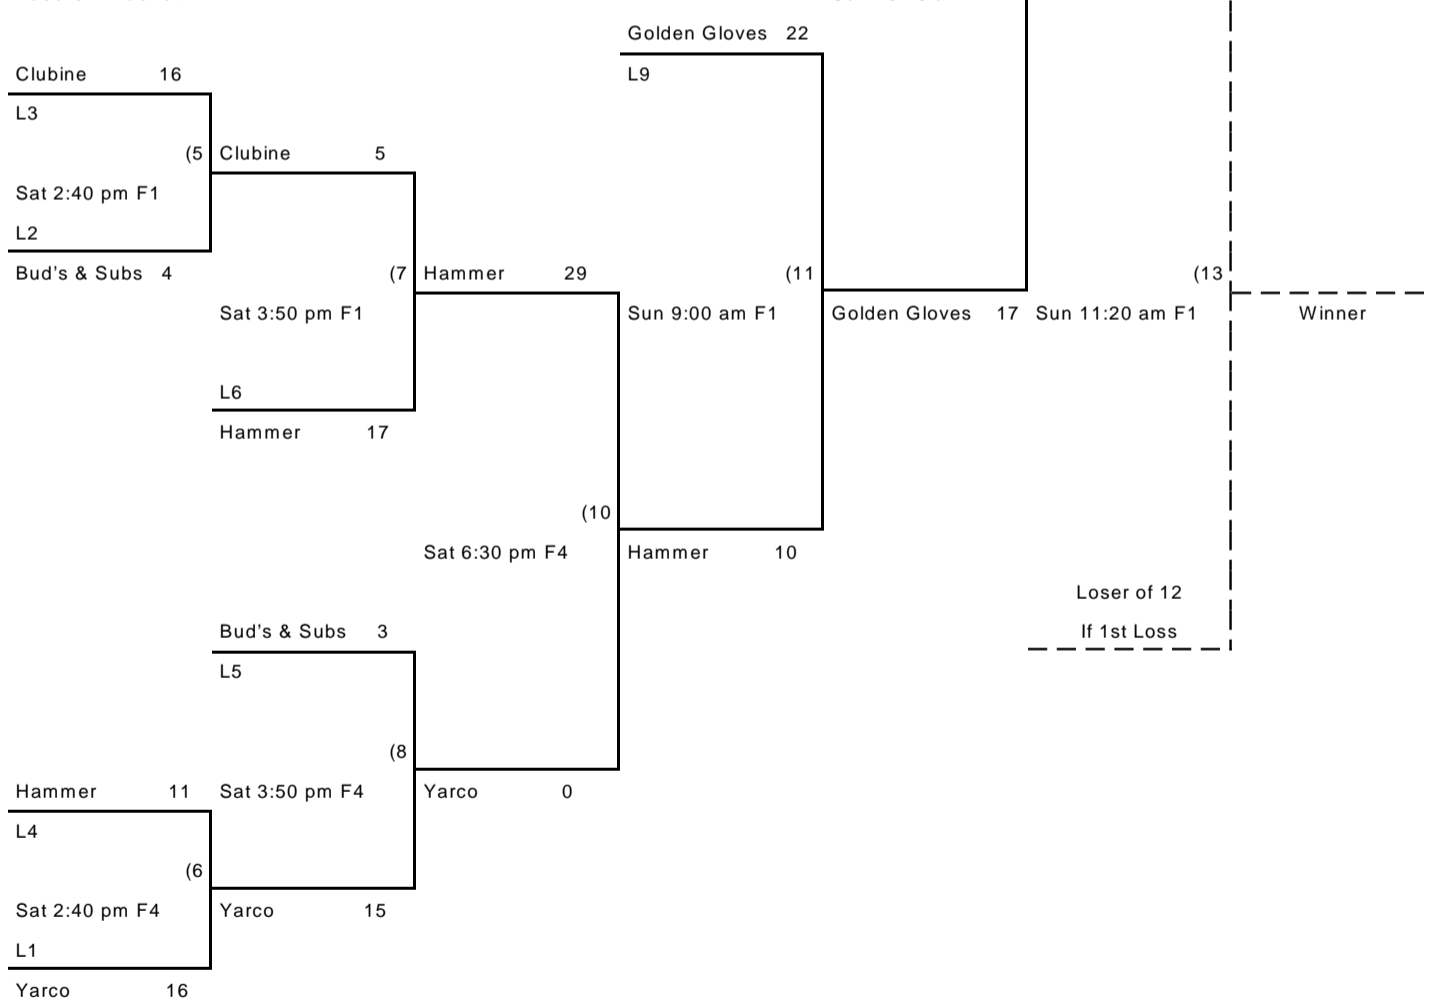 Golden Gloves 22
Clubine 16
L9
L3
(5 Clubine 5
Sat 2:40 pm F1
L2
Bud's & Subs 4
(7 Hammer 29
(11
(13
Sat 3:50 pm F1
Sun 9:00 am F1
Golden Gloves 17
Sun 11:20 am F1
Winner
L6
Hammer 17
(10
Sat 6:30 pm F4
Hammer 10
Loser of 12
If 1st Loss
Bud's & Subs 3
L5
(8
Hammer 11
Sat 3:50 pm F4
Yarco 0
L4
(6
Sat 2:40 pm F4
Yarco 15
L1
Yarco 16